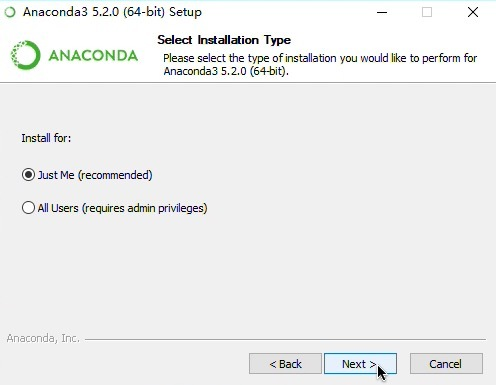 Anaconda3 5.2.0 (64-bit) Setup
ANACONDA
Select Installation Type
Please select the type of installation you would like to perform for
Anaconda3 5.2.0 (64-bit).
Install for:
Just Me (recommended)
All Users (requires admin privileges)
Anaconda, Inc.
< Back
Next >
Cancel